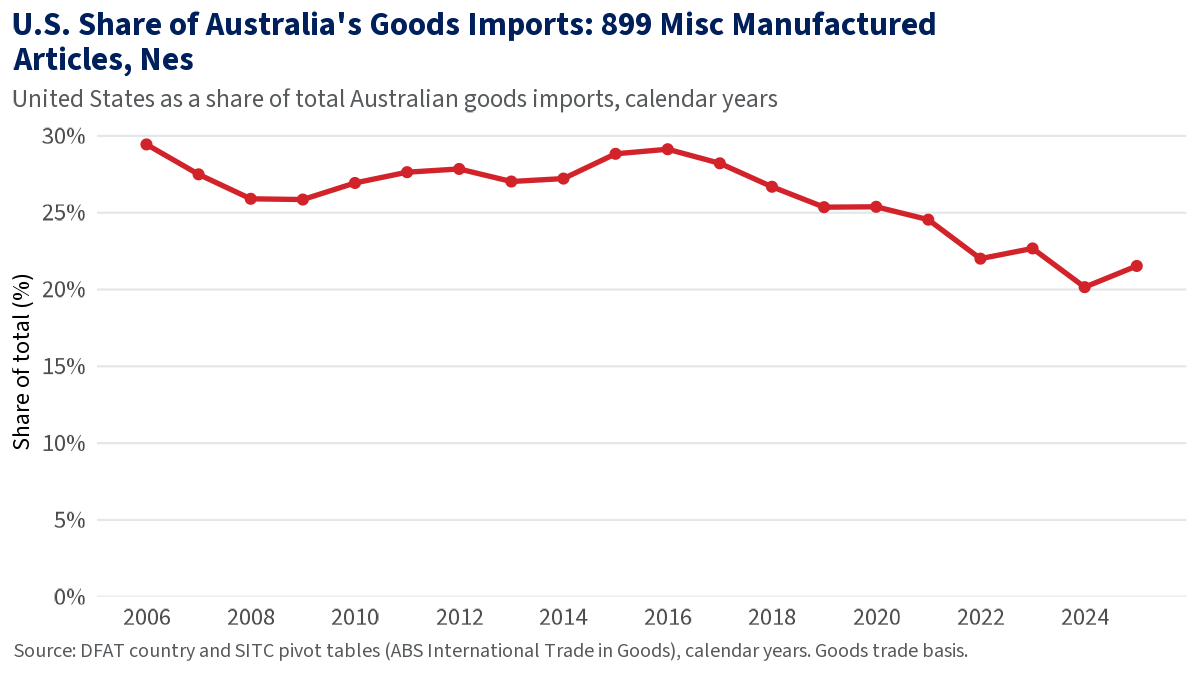 U.S. Share of Australia's Goods Imports: 899 Misc Manufactured
Articles, Nes
United States as a share of total Australian goods imports, calendar years
30%
25%
20%
15%
10%
5%
0%
Share of total (%)
2006 2008 2010 2012 2014 2016 2018 2020 2022 2024
Source: DFAT country and SITC pivot tables (ABS International Trade in Goods), calendar years. Goods trade basis.